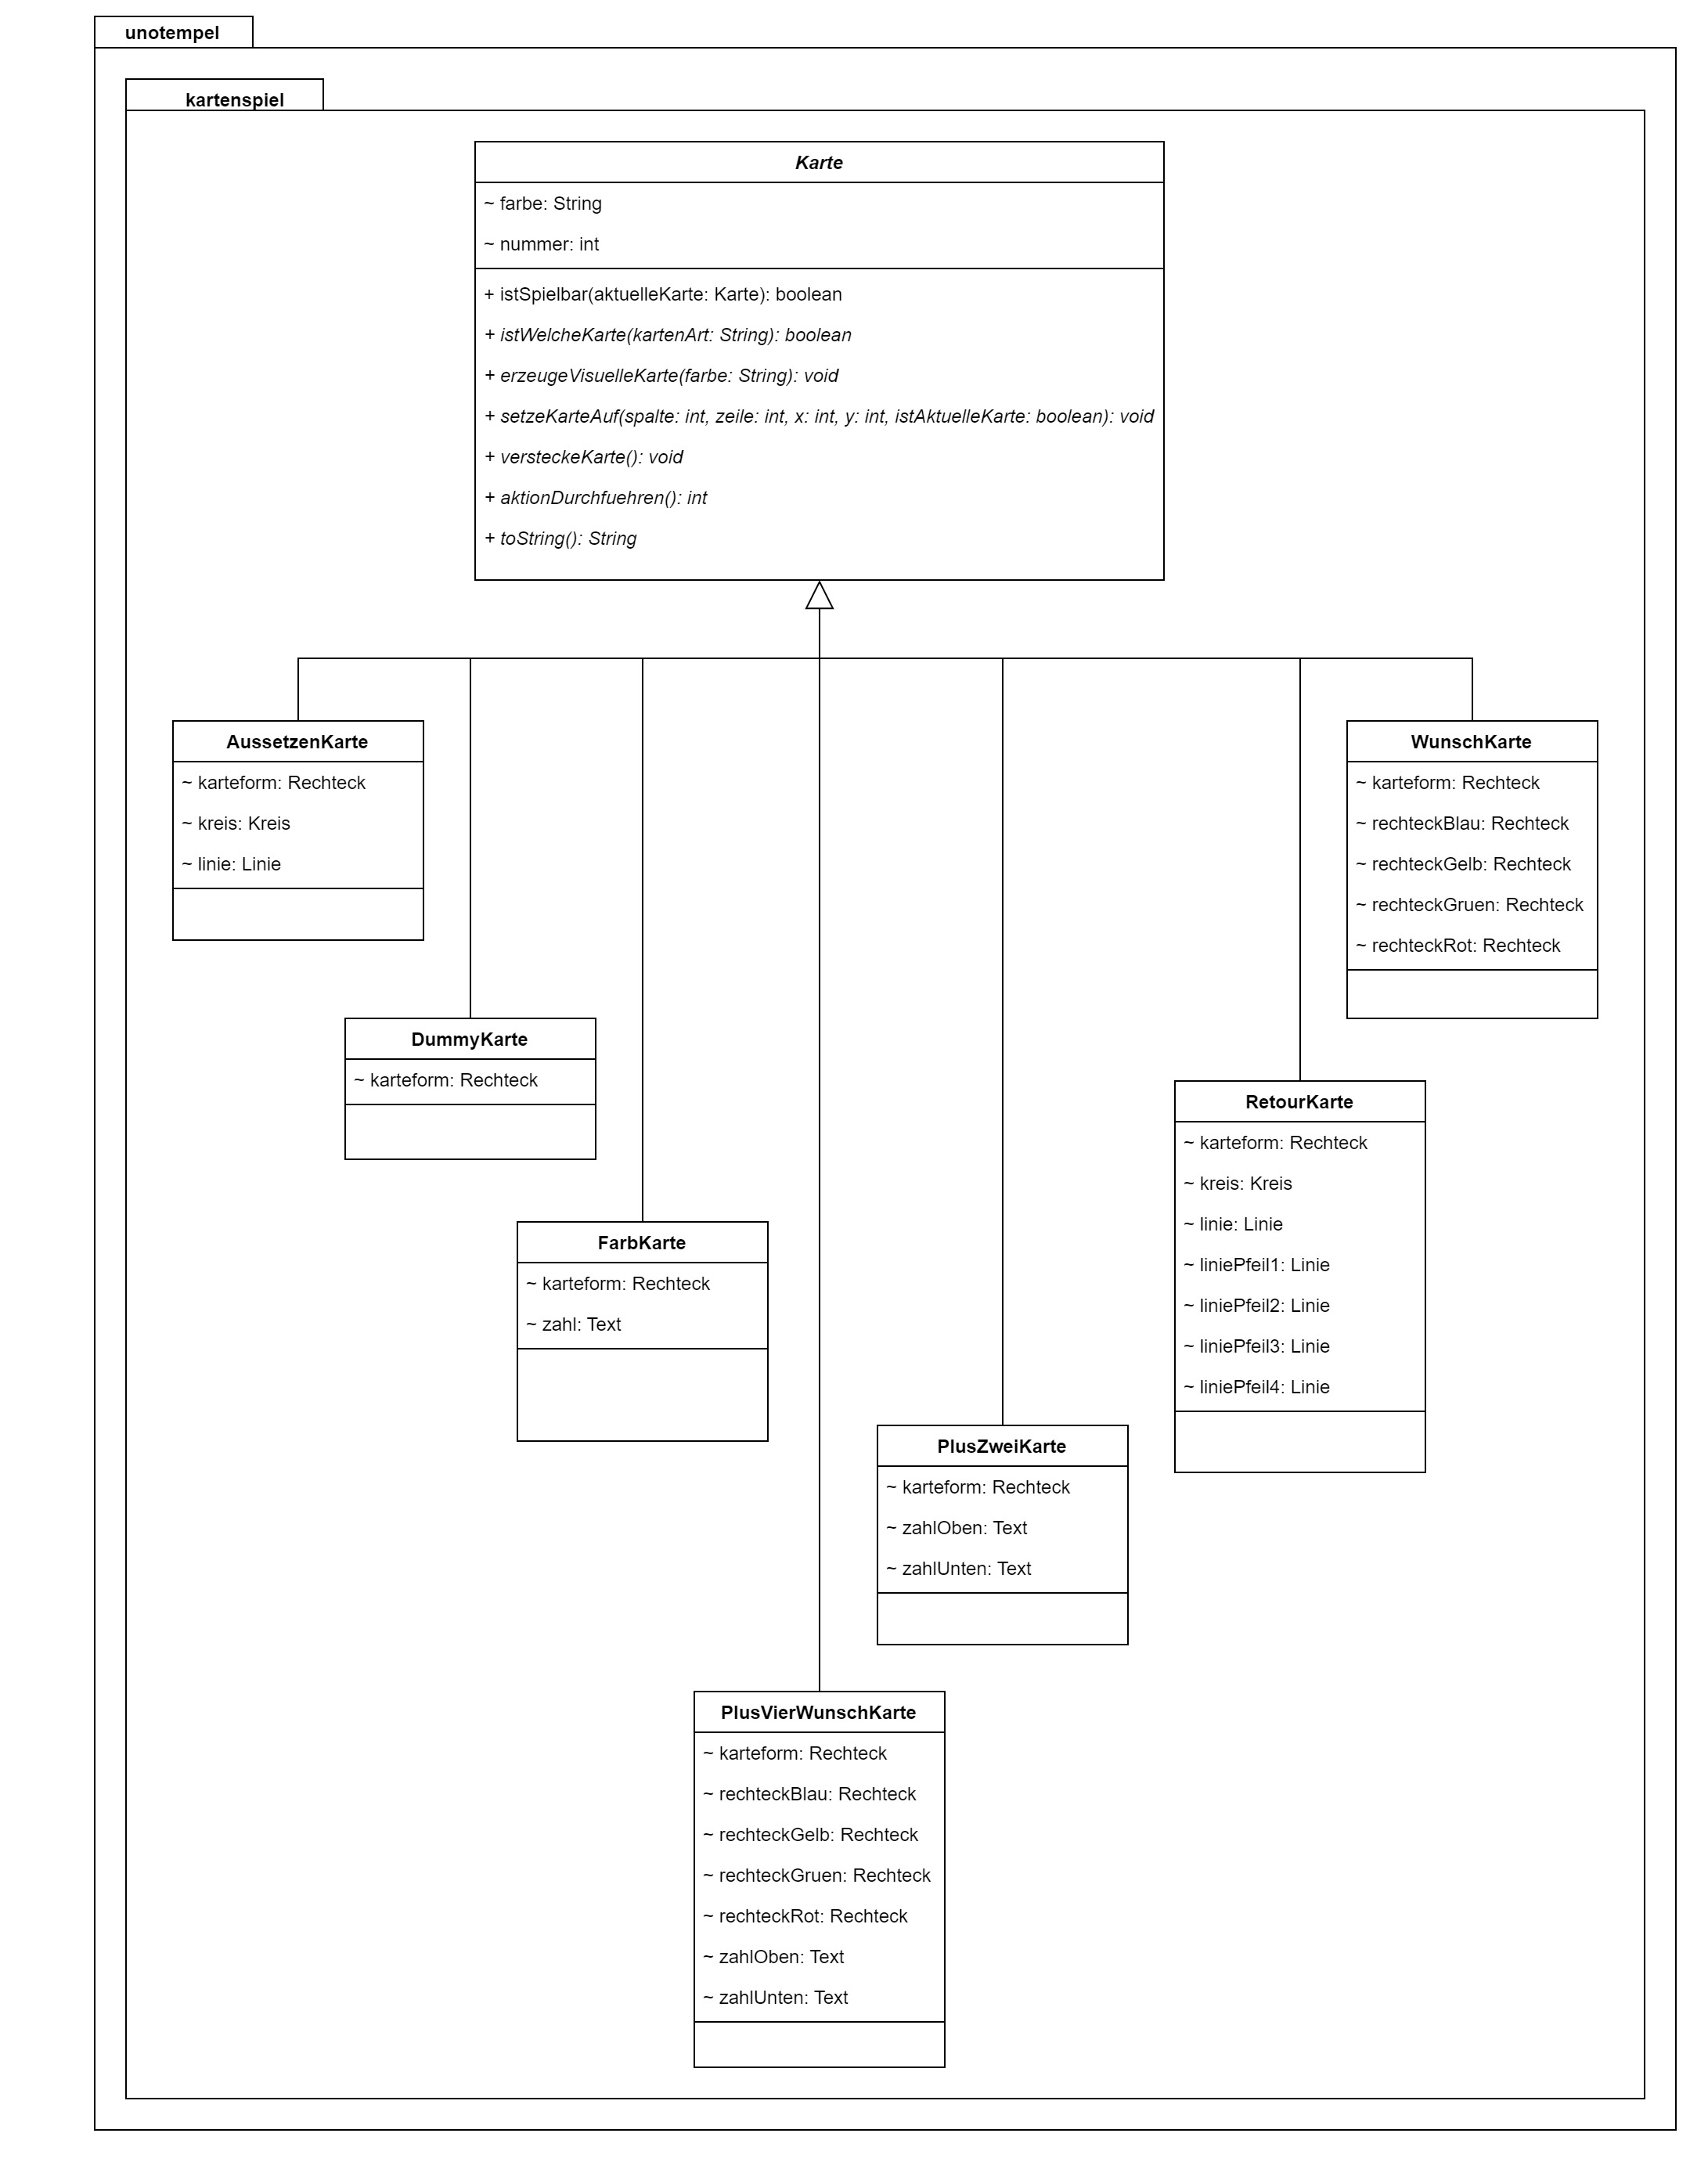 unotempel
kartenspiel
Karte
~ farbe: String
~ nummer: int
+ istSpielbar(aktuelleKarte: Karte): boolean
+ istWelcheKarte(kartenArt: String): boolean
+ erzeugeVisuelleKarte(farbe: String): void
+ setzeKarteAuf(spalte: int, zeile: int, x: int, y: int, istAktuelleKarte: boolean): void
+ versteckeKarte(): void
+ aktionDurchfuehren(): int
+ toString(): String
AussetzenKarte
~ karteform: Rechteck
~ kreis: Kreis
~ linie: Linie
WunschKarte
~ karteform: Rechteck
~ rechteckBlau: Rechteck
~ rechteckGelb: Rechteck
~ rechteckGruen: Rechteck
~ rechteckRot: Rechteck
DummyKarte
~ karteform: Rechteck
RetourKarte
~ karteform: Rechteck
~ kreis: Kreis
~ linie: Linie
~ liniePfeil1: Linie
~ liniePfeil2: Linie
~ liniePfeil3: Linie
~ liniePfeil4: Linie
FarbKarte
~ karteform: Rechteck
~ zahl: Text
PlusZweiKarte
~ karteform: Rechteck
~ zahlOben: Text
~ zahlUnten: Text
PlusVierWunschKarte
~ karteform: Rechteck
~ rechteckBlau: Rechteck
~ rechteckGelb: Rechteck
~ rechteckGruen: Rechteck
~ rechteckRot: Rechteck
~ zahlOben: Text
~ zahlUnten: Text